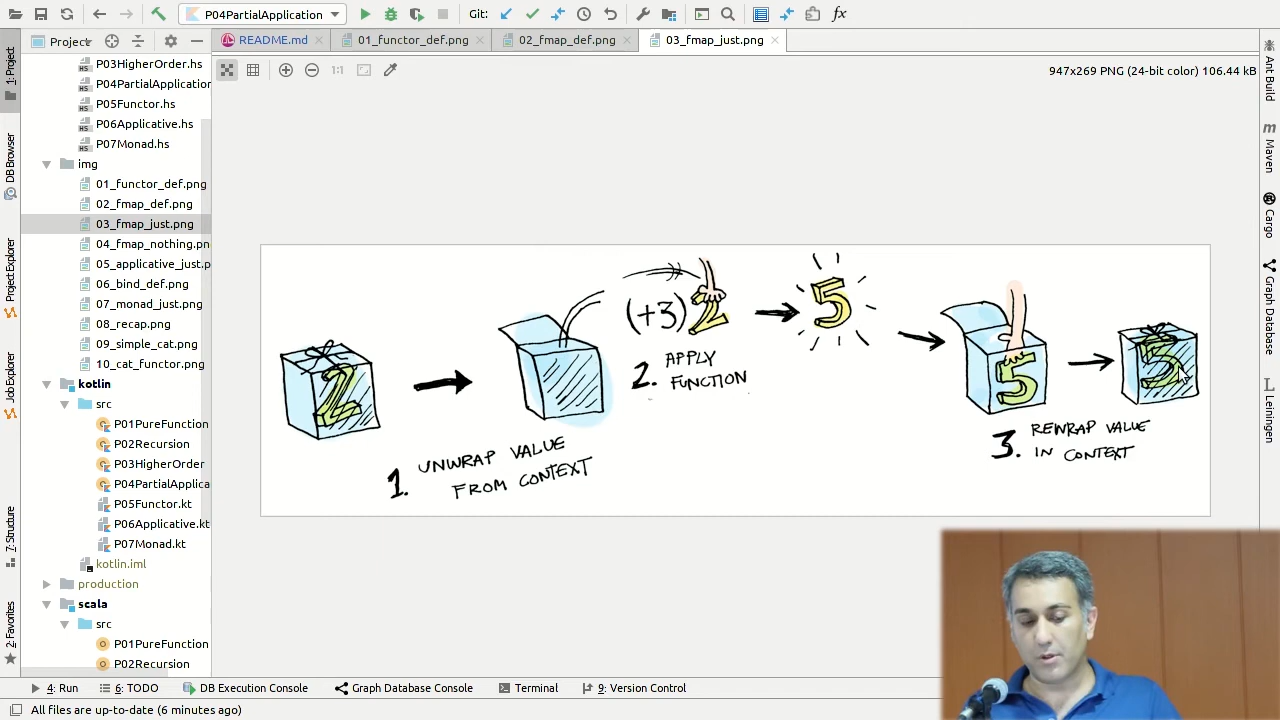 P04PartialApplication
Git:
fx
Project
README.md
01_functor_def.png
02_fmap_def.png
03_fmap_just.png
1:1
947x269 PNG (24-bit color) 106.44 kB
1: Project
DB Browser
Project Explorer
Job Explorer
7: Structure
2: Favorites
P03HigherOrder.hs
P04PartialApplication
P05Functor.hs
P06Applicative.hs
P07Monad.hs
img
01_functor_def.png
02_fmap_def.png
03_fmap_just.png
04_fmap_nothing.pn
05_applicative_just.p
06_bind_def.png
07_monad_just.png
08_recap.png
09_simple_cat.png
10_cat_functor.png
kotlin
src
P01PureFunction
P02Recursion
P03HigherOrder
P04PartialApplica
P05Functor.kt
P06Applicative.kt
P07Monad.kt
kotlin.iml
production
scala
src
P01PureFunction
P02Recursion
2
1. UNWRAP VALUE
FROM CONTEXT
(+3) 2
2. APPLY
FUNCTION
5
5
3. REWRAP VALUE
IN CONTEXT
5
Ant Build
m Maven
Cargo
Graph Database
Leiningen
4: Run
6: TODO
DB Execution Console
Graph Database Console
Terminal
9: Version Control
All files are up-to-date (6 minutes ago)